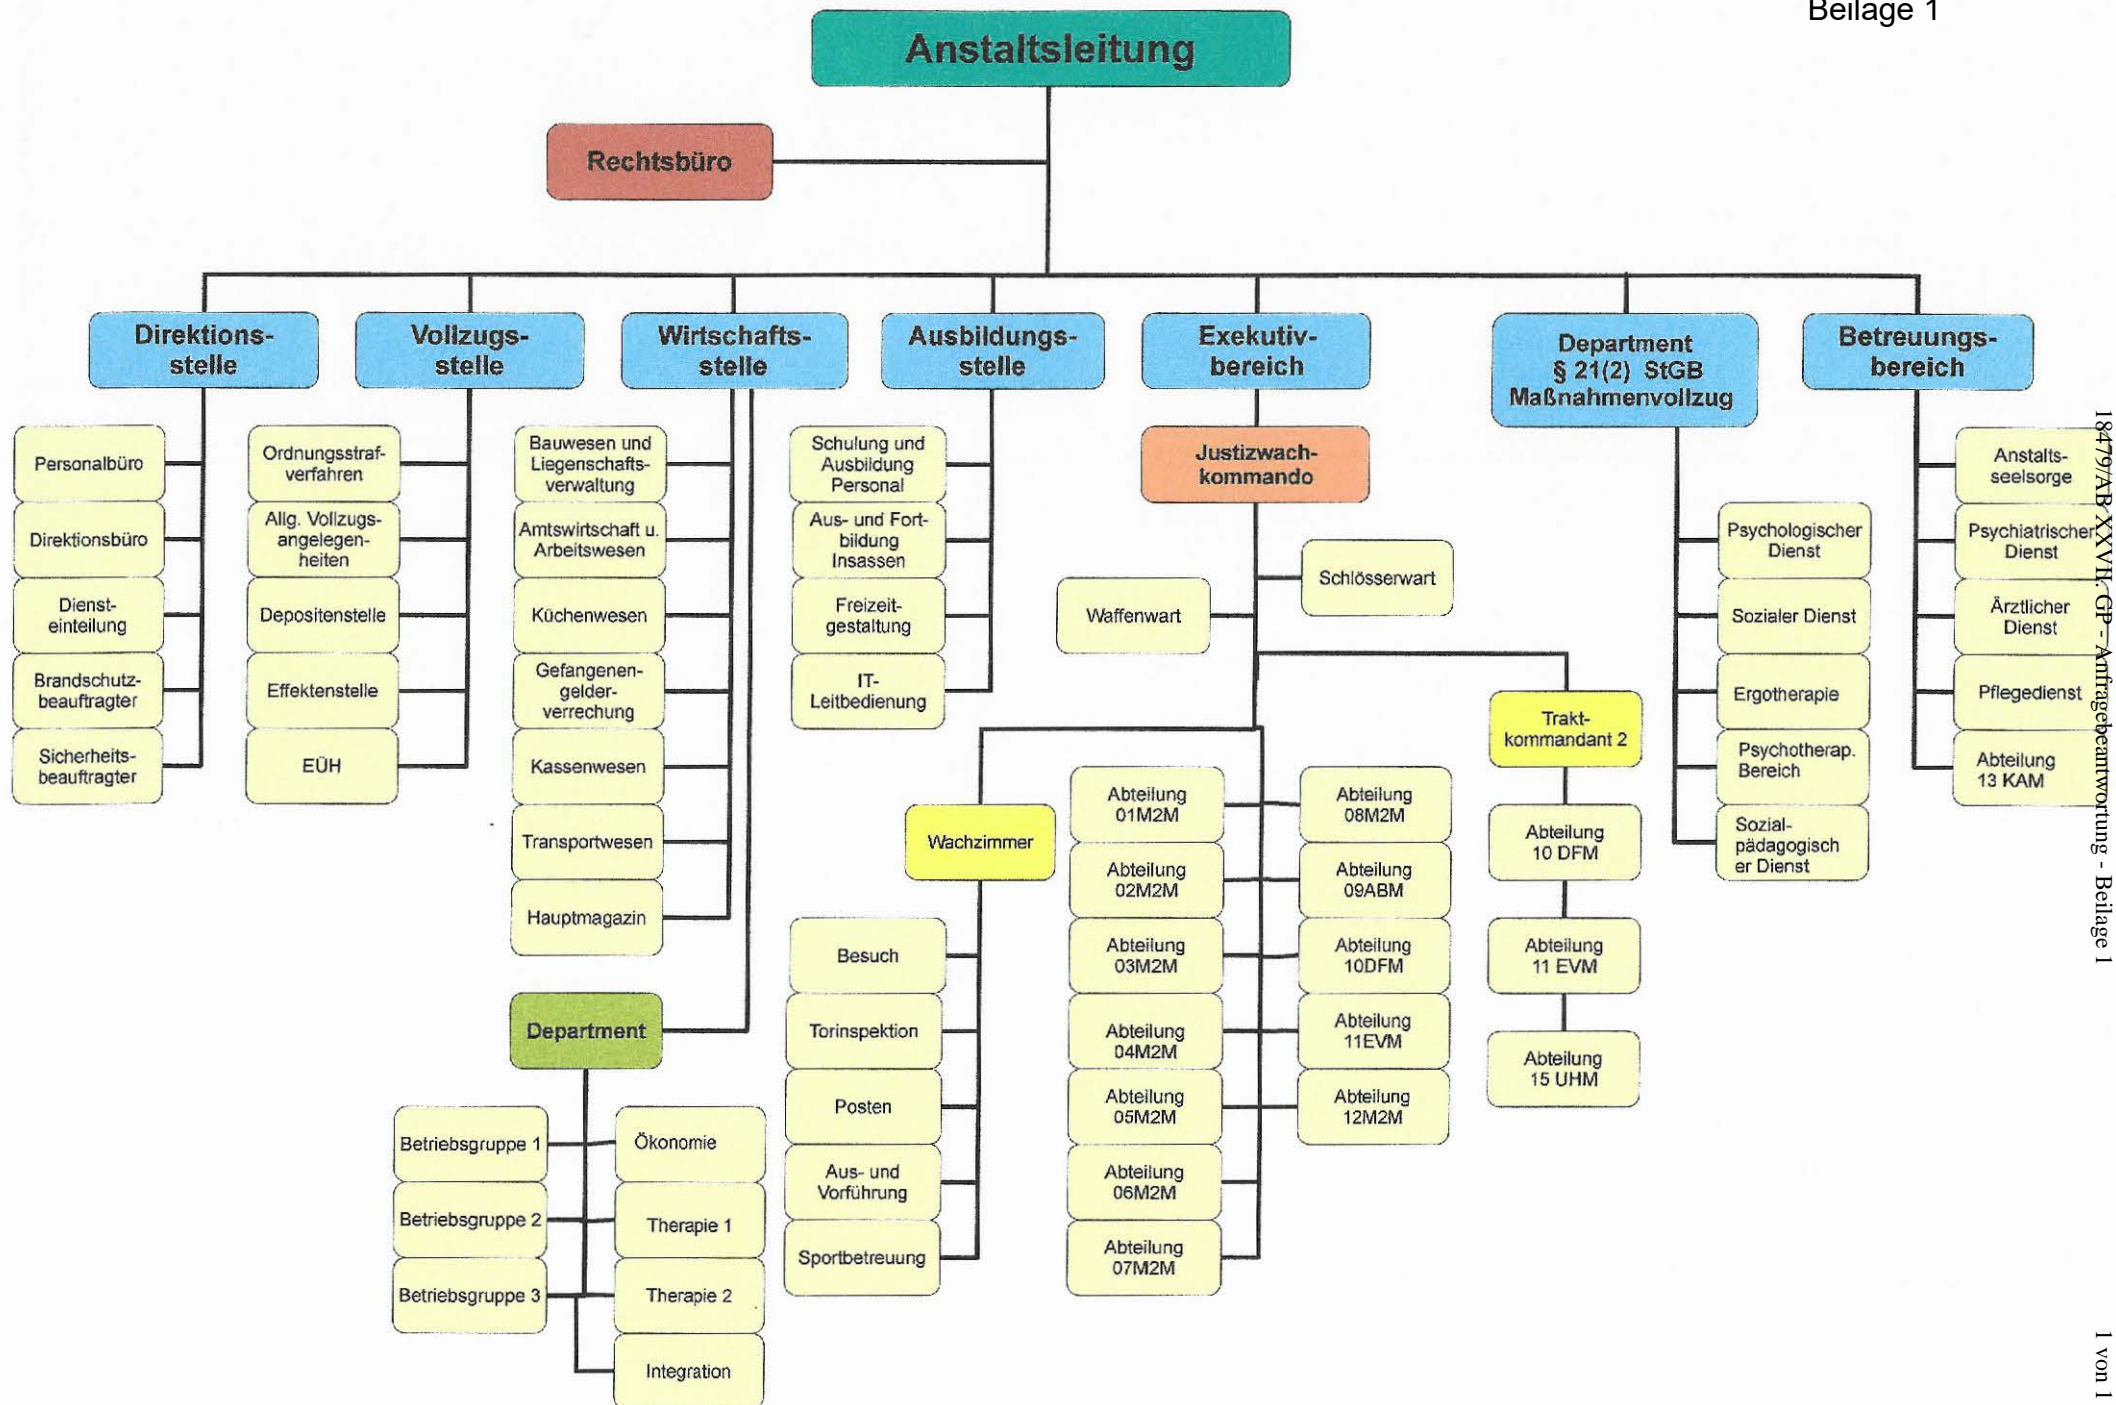 Beilage 1
Anstaltsleitung
Rechtsbüro
Direktions-
stelle
Vollzugs-
stelle
Wirtschafts-
stelle
Ausbildungs-
stelle
Exekutiv-
bereich
Department
§ 21(2) StGB
Maßnahmenvollzug
Betreuungs-
bereich
Personalbüro
Direktionsbüro
Dienst-
einteilung
Brandschutz-
beauftragter
Sicherheits-
beauftragter
Ordnungsstraf-
verfahren
Allg. Vollzugs-
angelegen-
heiten
Depositenstelle
Effektenstelle
EÜH
Bauwesen und
Liegenschafts-
verwaltung
Amtswirtschaft u.
Arbeitswesen
Küchenwesen
Gefangenen-
gelder-
verrechung
Kassenwesen
Transportwesen
Hauptmagazin
Department
Betriebsgruppe 1
Betriebsgruppe 2
Betriebsgruppe 3
Ökonomie
Therapie 1
Therapie 2
Integration
Schulung und
Ausbildung
Personal
Aus- und Fort-
bildung
Insassen
Freizeit-
gestaltung
IT-
Leitbedienung
Justizwach-
kommando
Schlösserwart
Waffenwart
Wachzimmer
Besuch
Torinspektion
Posten
Aus- und
Vorführung
Sportbetreuung
Abteilung
01M2M
Abteilung
02M2M
Abteilung
03M2M
Abteilung
04M2M
Abteilung
05M2M
Abteilung
06M2M
Abteilung
07M2M
Abteilung
08M2M
Abteilung
09ABM
Abteilung
10DFM
Abteilung
11EVM
Abteilung
12M2M
Trakt-
kommandant 2
Abteilung
10 DFM
Abteilung
11 EVM
Abteilung
15 UHM
Psychologischer
Dienst
Sozialer Dienst
Ergotherapie
Psychotherap.
Bereich
Sozial-
pädagogisch
er Dienst
Anstalts-
seelsorge
Psychiatrischer
Dienst
Ärztlicher
Dienst
Pflegedienst
Abteilung
13 KAM
18479/AB XXVII. GP - Anfragebeantwortung - Beilage 1
1 von 1